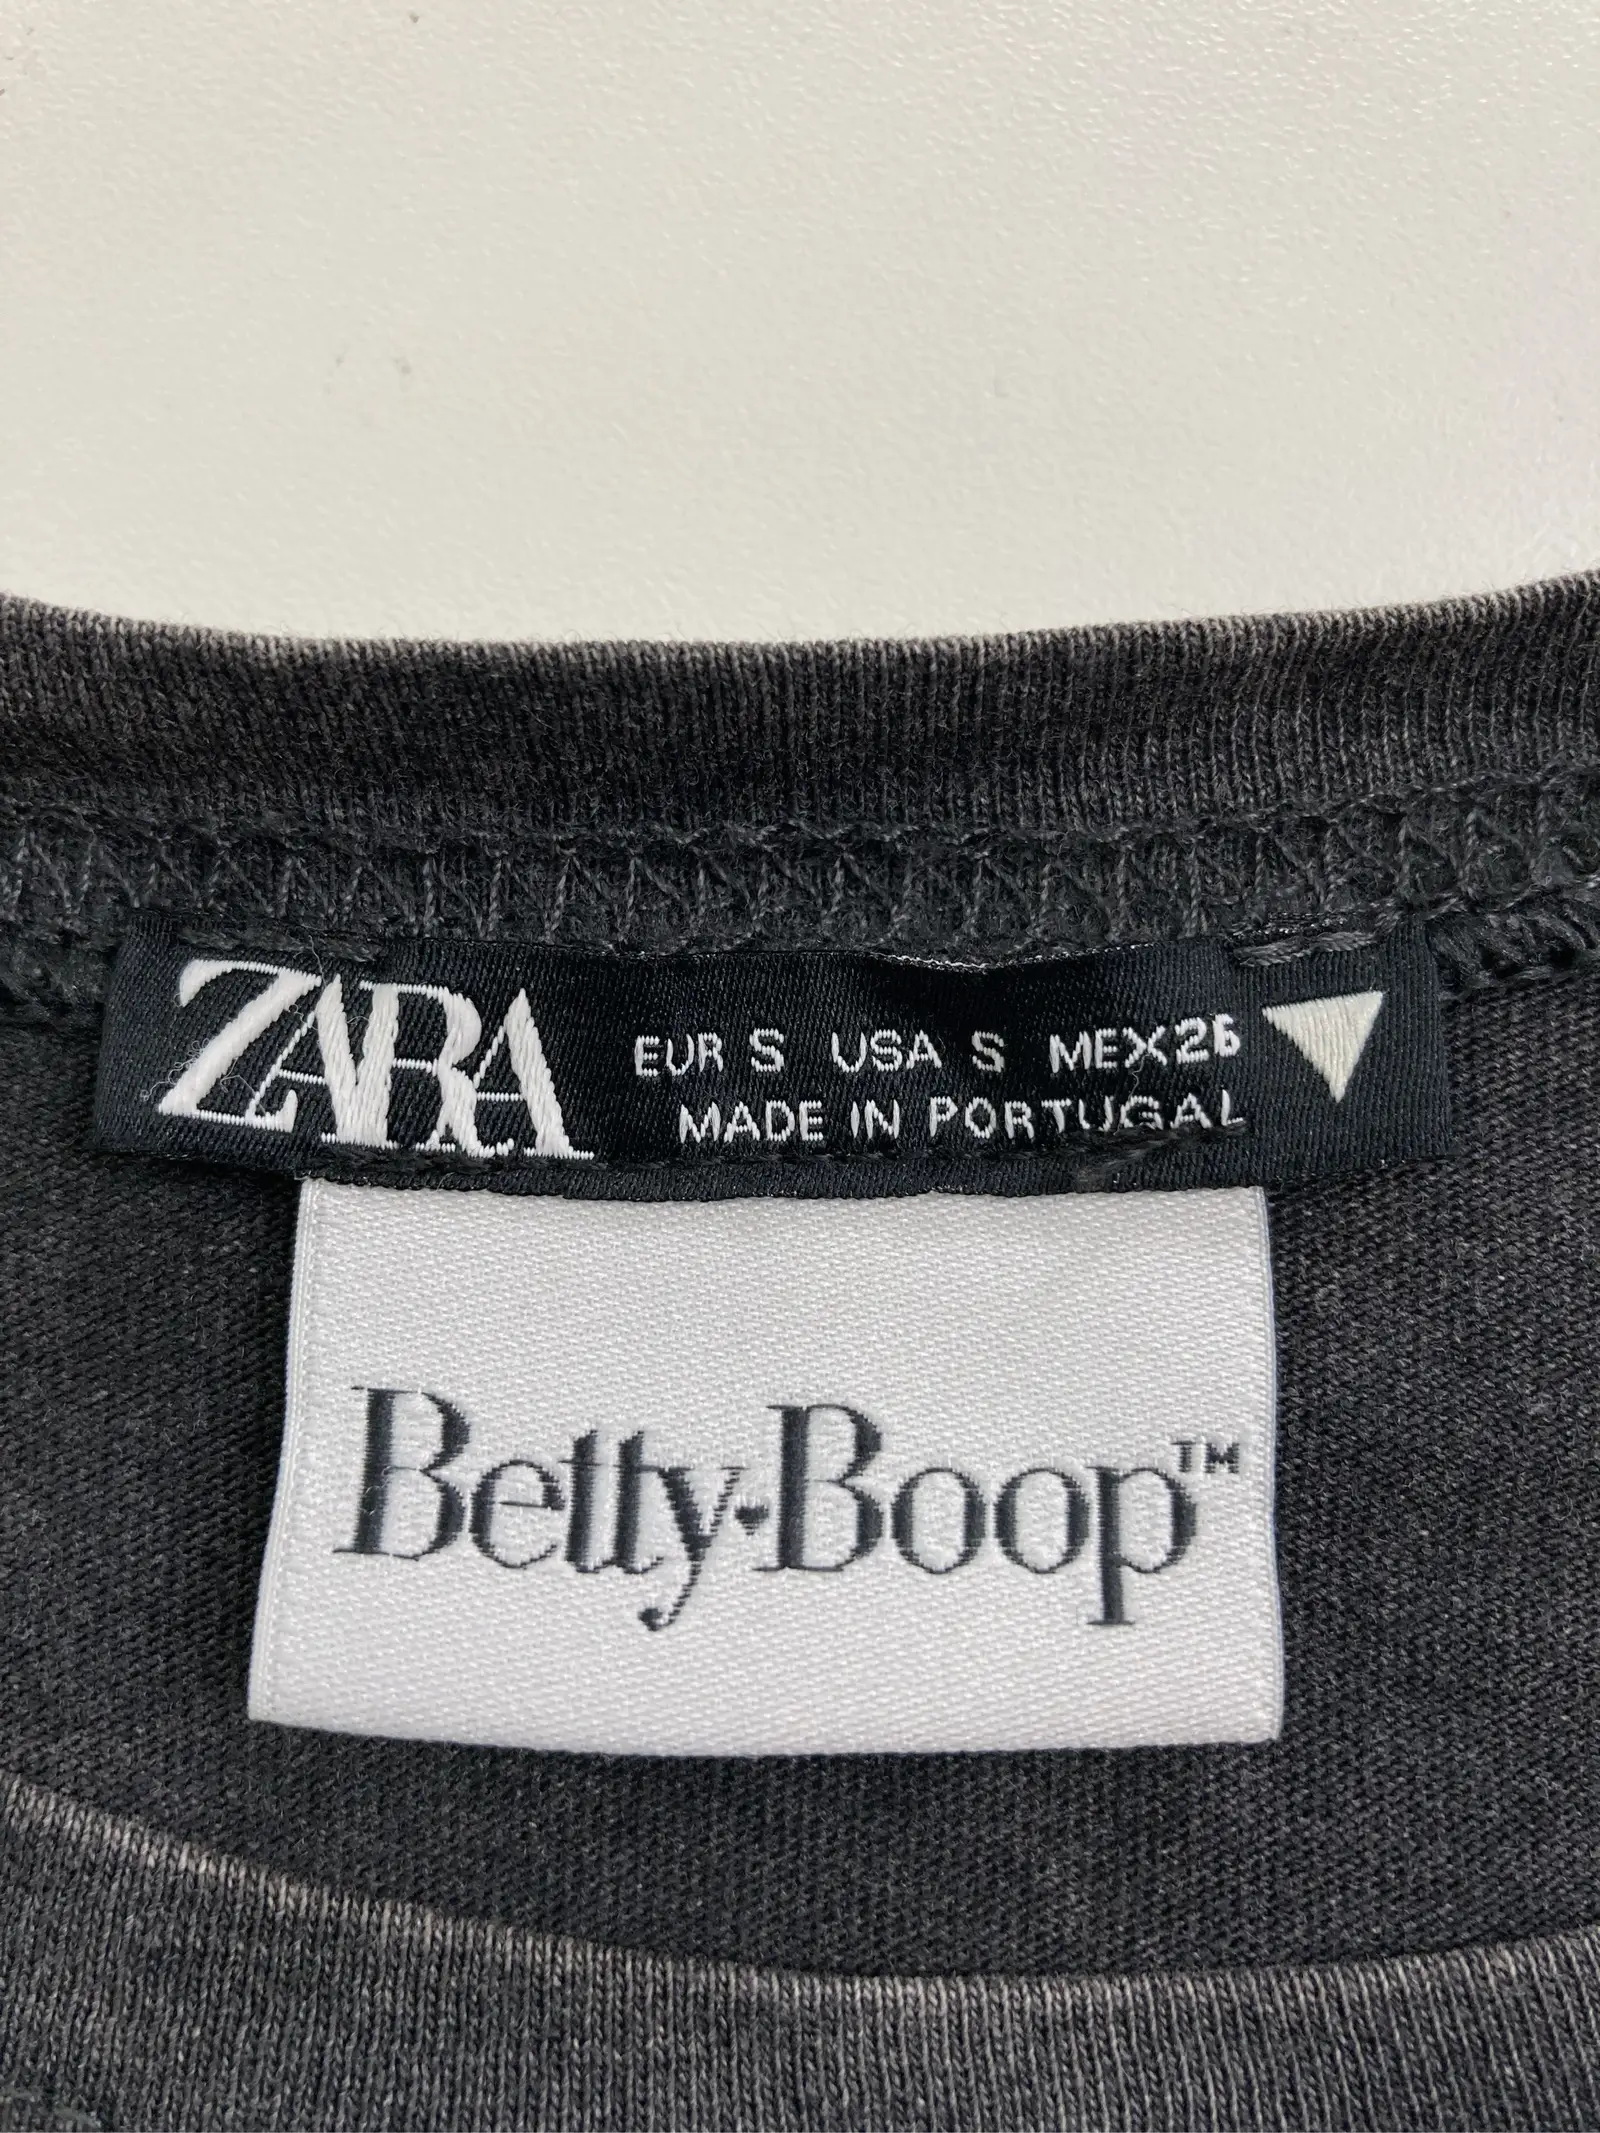 ZARA
EUR S USA S MEX26
MADE IN PORTUGAL
Betty Boop™